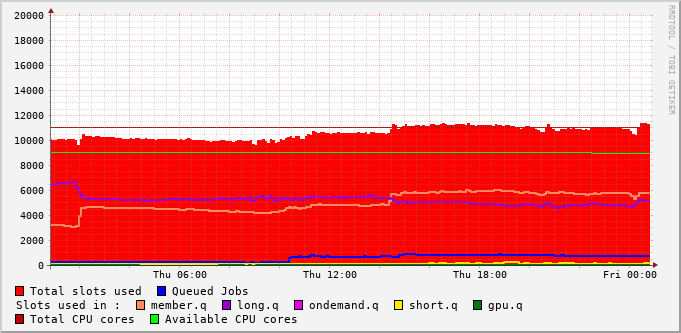 20000
18000
16000
14000
12000
10000
8000
6000
4000
2000
0
Thu 06:00 Thu 12:00 Thu 18:00 Fri 00:00
Total slots used Queued Jobs
Slots used in : member.q long.q ondemand.q short.q gpu.q
Total CPU cores Available CPU cores
RRDTOOL / TOBI OETIKER